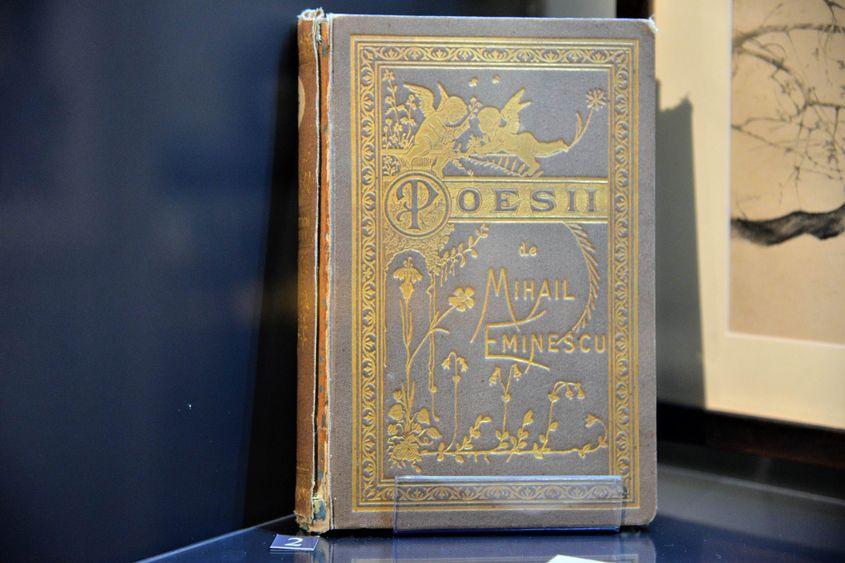 POESII
de
MIHAIL
EMINESCU
2